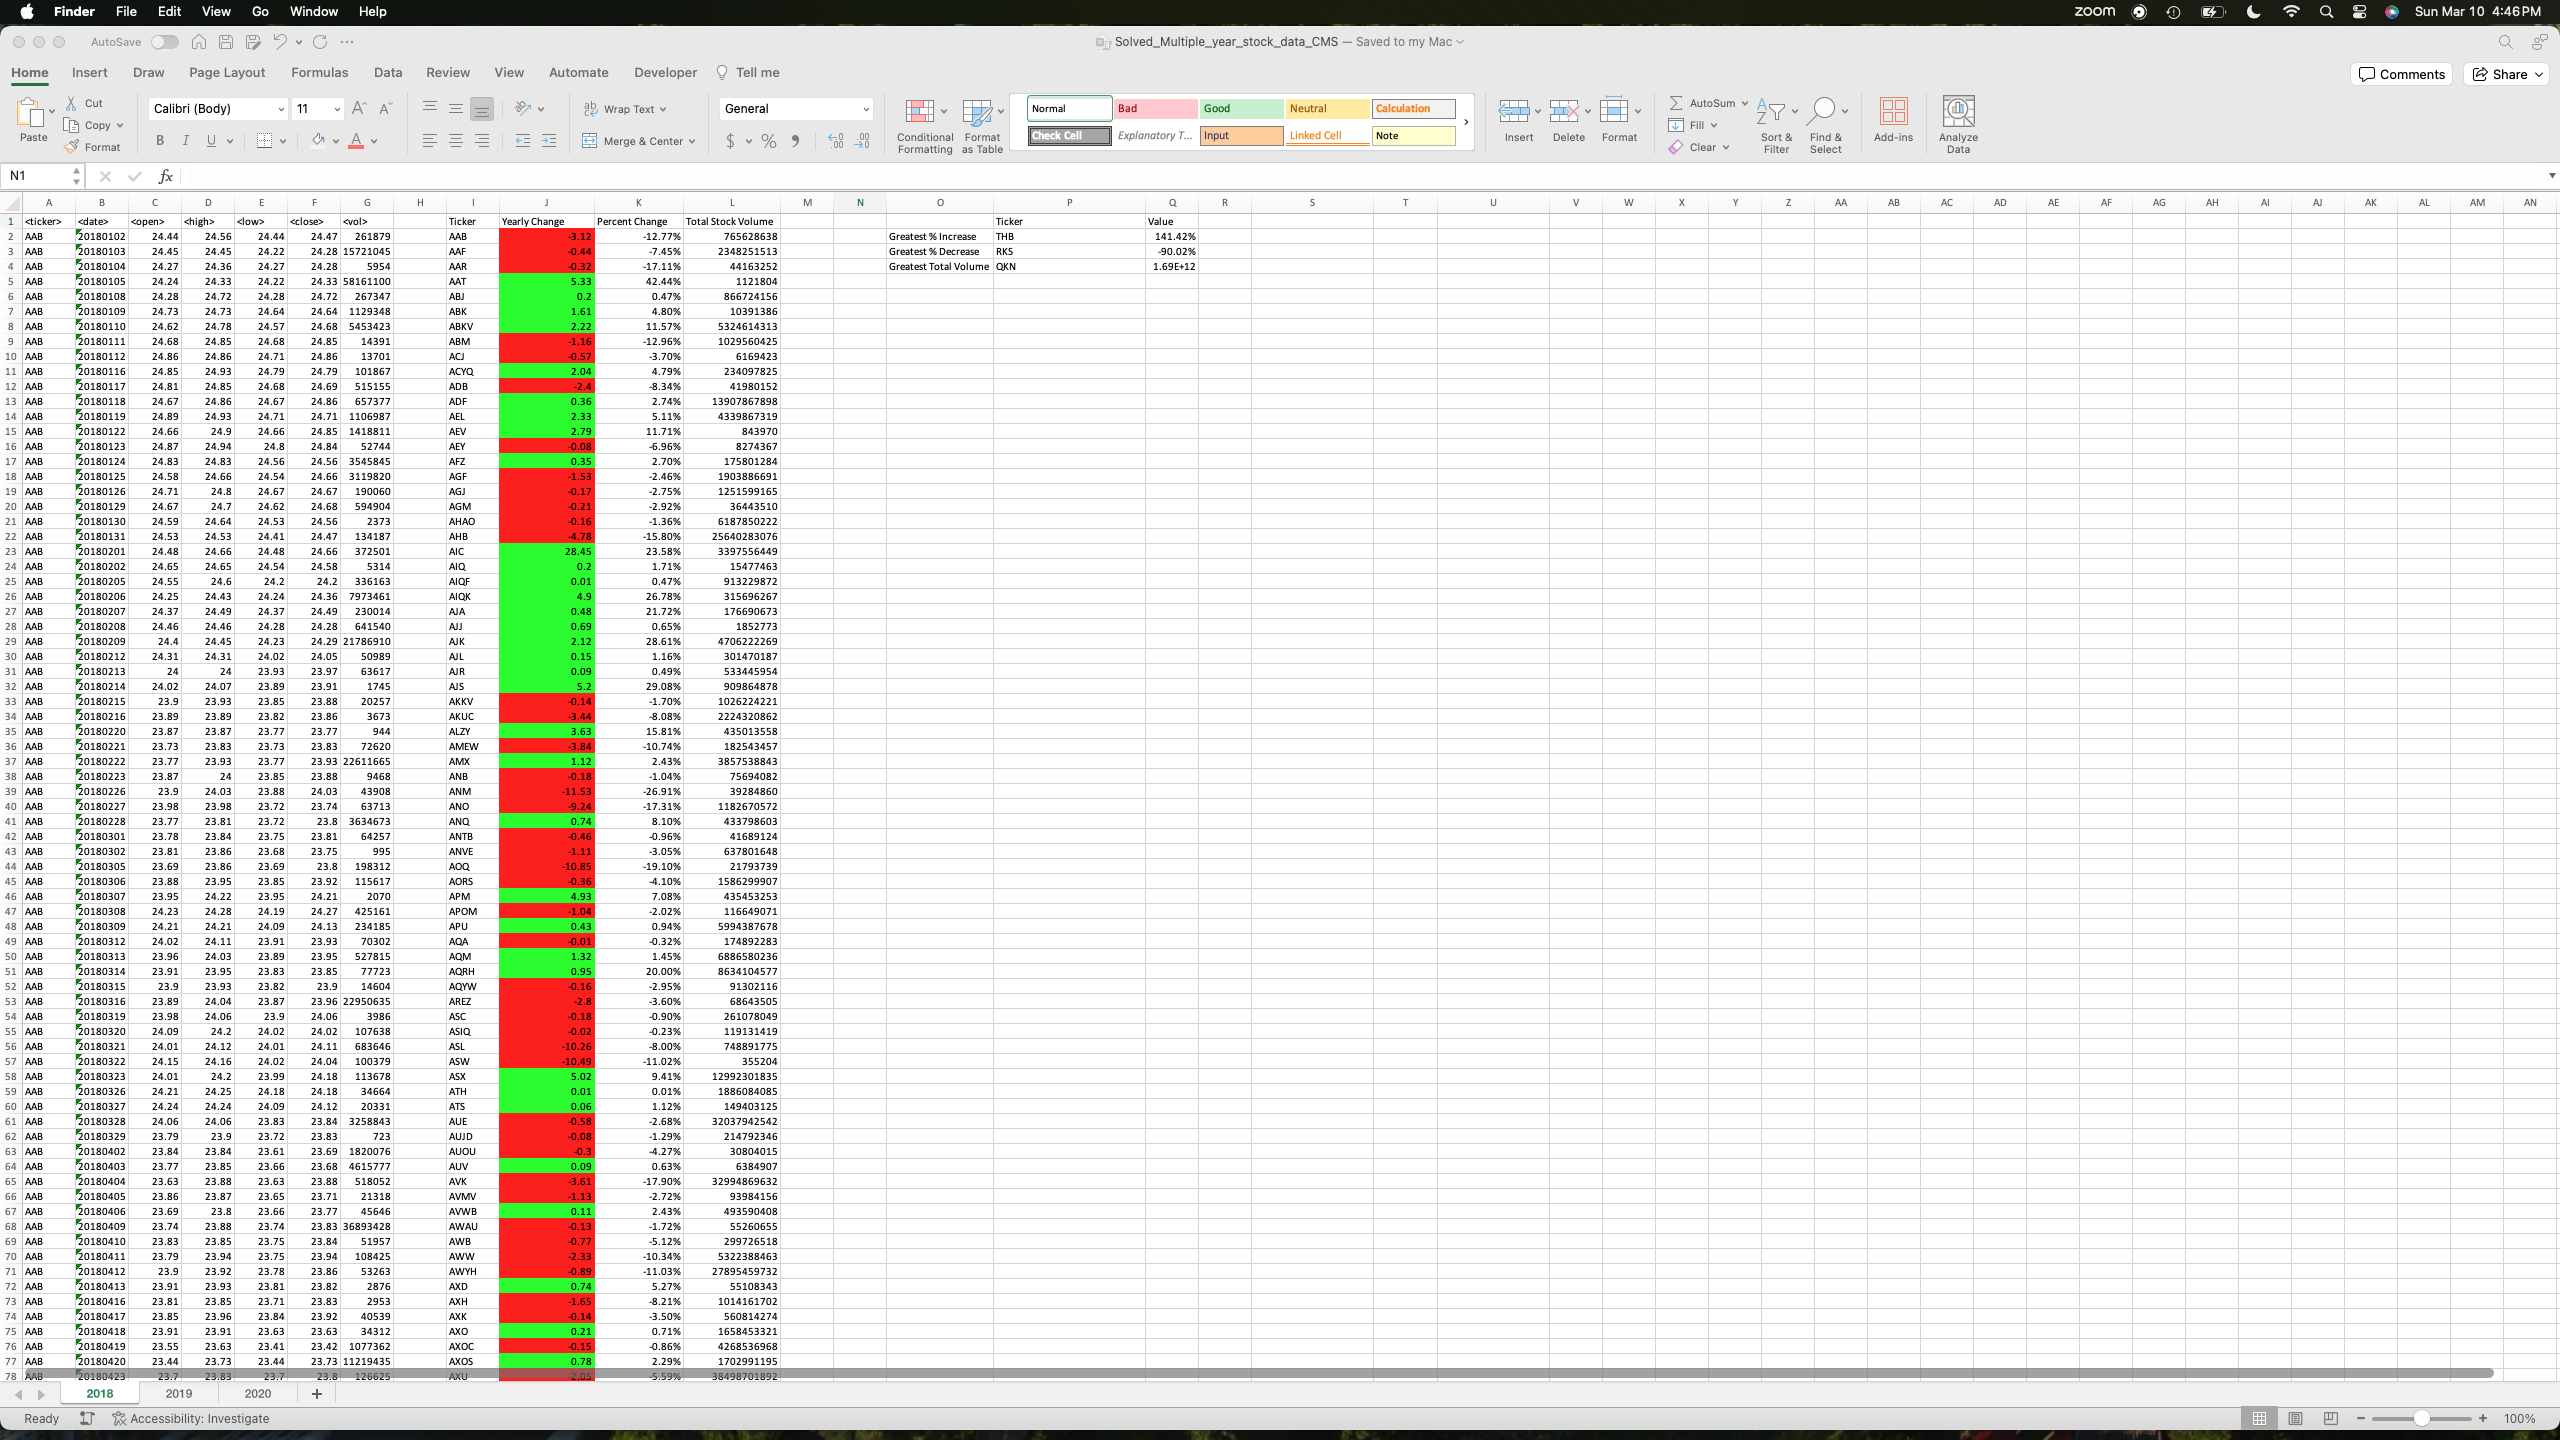 Finder File Edit View Go Window Help zoom Sun Mar 10 4:46 PM
AutoSave Solved_Multiple_year_stock_data_CMS — Saved to my Mac
Home Insert Draw Page Layout Formulas Data Review View Automate Developer Tell me Comments Share
Cut Calibri (Body) 11 Wrap Text General Normal Bad Good Neutral Calculation AutoSum
Copy Fill
Paste Format Merge & Center Conditional Formatting Format as Table Check Cell Explanatory T... Input Linked Cell Note Insert Delete Format Clear Sort & Filter Find & Select Add-ins Analyze Data
N1 fx
A B C D E F G H I J K L M N O P Q R S T U V W X Y Z AA AB AC AD AE AF AG AH AI AJ AK AL AM AN
1 <ticker> <date> <open> <high> <low> <close> <vol> Ticker Yearly Change Percent Change Total Stock Volume Ticker Value
2 AAB 20180102 24.44 24.56 24.44 24.47 261879 AAB -3.12 -12.77% 765628638 Greatest % Increase THB 141.42%
3 AAB 20180103 24.45 24.45 24.22 24.28 15721045 AAF -0.44 -7.45% 2348251513 Greatest % Decrease RKS -90.02%
4 AAB 20180104 24.27 24.36 24.27 24.28 5954 AAR -0.32 -17.11% 44163252 Greatest Total Volume QKN 1.69E+12
5 AAB 20180105 24.24 24.33 24.22 24.33 58161100 AAT 5.33 42.44% 1121804
6 AAB 20180108 24.28 24.72 24.28 24.72 267347 ABJ 0.2 0.47% 866724156
7 AAB 20180109 24.73 24.73 24.64 24.64 1129348 ABK 1.61 4.80% 10391386
8 AAB 20180110 24.62 24.78 24.57 24.68 5453423 ABKV 2.22 11.57% 5324614313
9 AAB 20180111 24.68 24.85 24.68 24.85 14391 ABM -1.16 -12.96% 1029560425
10 AAB 20180112 24.86 24.86 24.71 24.86 13701 ACJ -0.57 -3.70% 6169423
11 AAB 20180116 24.85 24.93 24.79 24.79 101867 ACYQ 2.04 4.79% 234097825
12 AAB 20180117 24.81 24.85 24.68 24.69 515155 ADB -2.4 -8.34% 41980152
13 AAB 20180118 24.67 24.86 24.67 24.86 657377 ADF 0.36 2.74% 13907867898
14 AAB 20180119 24.89 24.93 24.71 24.71 1106987 AEL 2.33 5.11% 4339867319
15 AAB 20180122 24.66 24.9 24.66 24.85 1418811 AEV 2.79 11.71% 843970
16 AAB 20180123 24.87 24.94 24.8 24.84 52744 AEY -0.08 -6.96% 8274367
17 AAB 20180124 24.83 24.83 24.56 24.56 3545845 AFZ 0.35 2.70% 175801284
18 AAB 20180125 24.58 24.66 24.54 24.66 3119820 AGF -1.53 -2.46% 1903886691
19 AAB 20180126 24.71 24.8 24.67 24.67 190060 AGJ -0.17 -2.75% 1251599165
20 AAB 20180129 24.67 24.7 24.62 24.68 594904 AGM -0.21 -2.92% 36443510
21 AAB 20180130 24.59 24.64 24.53 24.56 2373 AHAO -0.16 -1.36% 6187850222
22 AAB 20180131 24.53 24.53 24.41 24.47 134187 AHB -4.78 -15.80% 25640283076
23 AAB 20180201 24.48 24.66 24.48 24.66 372501 AIC 28.45 23.58% 3397556449
24 AAB 20180202 24.65 24.65 24.54 24.58 5314 AIQ 0.2 1.71% 15477463
25 AAB 20180205 24.55 24.6 24.2 24.2 336163 AIQF 0.01 0.47% 913229872
26 AAB 20180206 24.25 24.43 24.24 24.36 7973461 AIQK 4.9 26.78% 315696267
27 AAB 20180207 24.37 24.49 24.37 24.49 230014 AJA 0.48 21.72% 176690673
28 AAB 20180208 24.46 24.46 24.28 24.28 641540 AJJ 0.69 0.65% 1852773
29 AAB 20180209 24.4 24.45 24.23 24.29 21786910 AJK 2.12 28.61% 4706222269
30 AAB 20180212 24.31 24.31 24.02 24.05 50989 AJL 0.15 1.16% 301470187
31 AAB 20180213 24 24 23.93 23.97 63617 AJR 0.09 0.49% 533445954
32 AAB 20180214 24.02 24.07 23.89 23.91 1745 AJS 5.2 29.08% 909864878
33 AAB 20180215 23.9 23.93 23.85 23.88 20257 AKKV -0.14 -1.70% 1026224221
34 AAB 20180216 23.89 23.89 23.82 23.86 3673 AKUC -3.44 -8.08% 2224320862
35 AAB 20180220 23.87 23.87 23.77 23.77 944 ALZY 3.63 15.81% 435013558
36 AAB 20180221 23.73 23.83 23.73 23.83 72620 AMEW -3.84 -10.74% 182543457
37 AAB 20180222 23.77 23.93 23.77 23.93 22611665 AMX 1.12 2.43% 3857538843
38 AAB 20180223 23.87 24 23.85 23.88 9468 ANB -0.18 -1.04% 75694082
39 AAB 20180226 23.9 24.03 23.88 24.03 43908 ANM -11.53 -26.91% 39284860
40 AAB 20180227 23.98 23.98 23.72 23.74 63713 ANO -9.24 -17.31% 1182670572
41 AAB 20180228 23.77 23.81 23.72 23.8 3634673 ANQ 0.74 8.10% 433798603
42 AAB 20180301 23.78 23.84 23.75 23.81 64257 ANTB -0.46 -0.96% 41689124
43 AAB 20180302 23.81 23.86 23.68 23.75 995 ANVE -1.11 -3.05% 637801648
44 AAB 20180305 23.69 23.86 23.69 23.8 198312 AOQ -10.85 -19.10% 21793739
45 AAB 20180306 23.88 23.95 23.85 23.92 115617 AORS -0.36 -4.10% 1586299907
46 AAB 20180307 23.95 24.22 23.95 24.21 2070 APM 4.93 7.08% 435453253
47 AAB 20180308 24.23 24.28 24.19 24.27 425161 APOM -1.04 -2.02% 116649071
48 AAB 20180309 24.21 24.21 24.09 24.13 234185 APU 0.43 0.94% 5994387678
49 AAB 20180312 24.02 24.11 23.91 23.93 70302 AQA -0.01 -0.32% 174892283
50 AAB 20180313 23.96 24.03 23.89 23.95 527815 AQM 1.32 1.45% 6886580236
51 AAB 20180314 23.91 23.95 23.83 23.85 77723 AQRH 0.95 20.00% 8634104577
52 AAB 20180315 23.9 23.93 23.82 23.9 14604 AQYW -0.16 -2.95% 91302116
53 AAB 20180316 23.89 24.04 23.87 23.96 22950635 AREZ -2.8 -3.60% 68643505
54 AAB 20180319 23.98 24.06 23.9 24.06 3986 ASC -0.18 -0.90% 261078049
55 AAB 20180320 24.09 24.2 24.02 24.02 107638 ASIQ -0.02 -0.23% 119131419
56 AAB 20180321 24.01 24.12 24.01 24.11 683646 ASL -10.26 -8.00% 748891775
57 AAB 20180322 24.15 24.16 24.02 24.04 100379 ASW -10.49 -11.02% 355204
58 AAB 20180323 24.01 24.2 23.99 24.18 113678 ASX 5.02 9.41% 12992301835
59 AAB 20180326 24.21 24.25 24.18 24.18 34664 ATH 0.01 0.01% 1886084085
60 AAB 20180327 24.24 24.24 24.09 24.12 20331 ATS 0.06 1.12% 149403125
61 AAB 20180328 24.06 24.06 23.83 23.84 3258843 AUE -0.58 -2.68% 32037942542
62 AAB 20180329 23.79 23.9 23.72 23.83 723 AUJD -0.08 -1.29% 214792346
63 AAB 20180402 23.84 23.84 23.61 23.69 1820076 AUOU -0.3 -4.27% 30804015
64 AAB 20180403 23.77 23.85 23.66 23.68 4615777 AUV 0.09 0.63% 6384907
65 AAB 20180404 23.63 23.88 23.63 23.88 518052 AVK -3.61 -17.90% 32994869632
66 AAB 20180405 23.86 23.87 23.65 23.71 21318 AVMV -1.13 -2.72% 93984156
67 AAB 20180406 23.69 23.8 23.66 23.77 45646 AVWB 0.11 2.43% 493590408
68 AAB 20180409 23.74 23.88 23.74 23.83 36893428 AWAU -0.13 -1.72% 55260655
69 AAB 20180410 23.83 23.85 23.75 23.84 51957 AWB -0.77 -5.12% 299726518
70 AAB 20180411 23.79 23.94 23.75 23.94 108425 AWW -2.33 -10.34% 5322388463
71 AAB 20180412 23.9 23.92 23.78 23.86 53263 AWYH -0.89 -11.03% 27895459732
72 AAB 20180413 23.91 23.93 23.81 23.82 2876 AXD 0.74 5.27% 55108343
73 AAB 20180416 23.81 23.85 23.71 23.83 2953 AXH -1.65 -8.21% 1014161702
74 AAB 20180417 23.85 23.96 23.84 23.92 40539 AXK -0.14 -3.50% 560814274
75 AAB 20180418 23.91 23.91 23.63 23.63 34312 AXO 0.21 0.71% 1658453321
76 AAB 20180419 23.55 23.63 23.41 23.42 1077362 AXOC -0.15 -0.86% 4268536968
77 AAB 20180420 23.44 23.73 23.44 23.73 11219435 AXOS 0.78 2.29% 1702991195
78 AAB 20180423 23.7 23.83 23.7 23.8 126625 AXU -2.05 -5.59% 38498701892
2018 2019 2020 +
Ready Accessibility: Investigate 100%